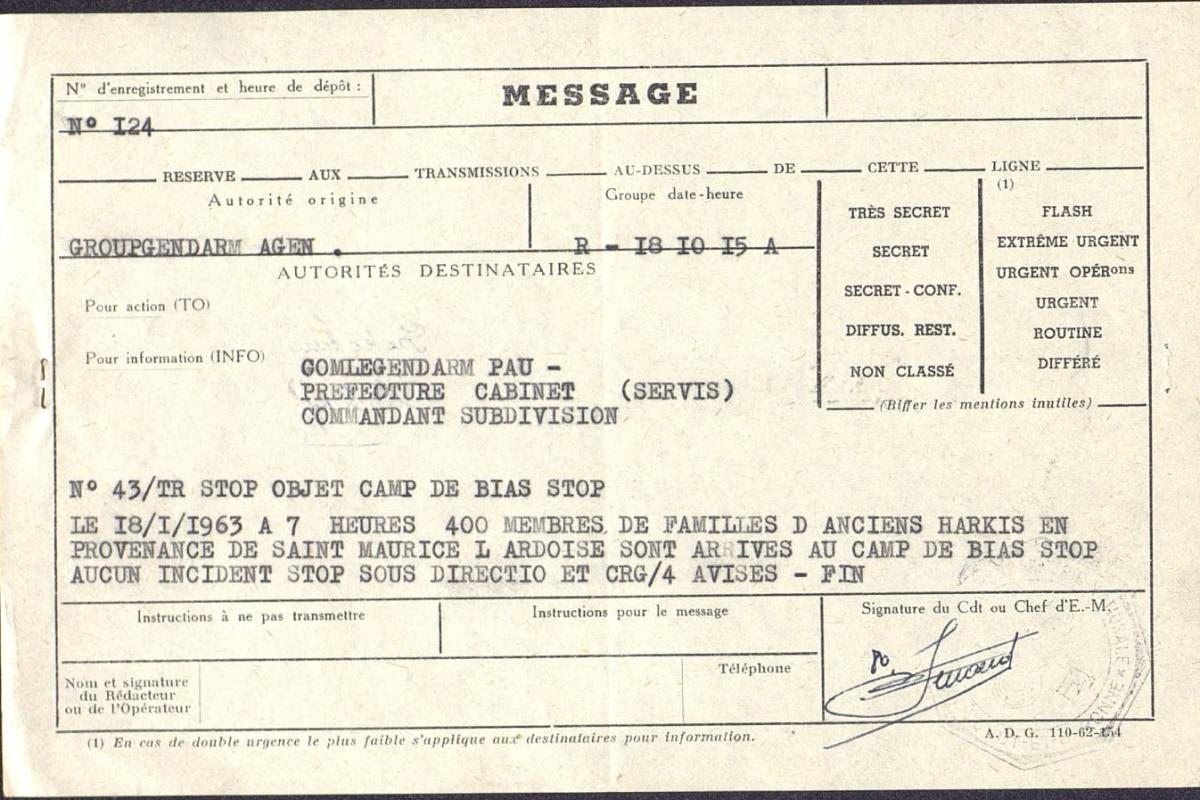 N° d'enregistrement et heure de dépôt :
MESSAGE
N° I24
RESERVE AUX TRANSMISSIONS AU-DESSUS DE CETTE LIGNE
Autorité origine
Groupe date-heure
(1)
GROUPGENDARM AGEN .
R - I8 I0 I5 A
TRÈS SECRET
SECRET
SECRET - CONF.
DIFFUS. REST.
NON CLASSÉ
FLASH
EXTRÊME URGENT
URGENT OPÉRons
URGENT
ROUTINE
DIFFÉRÉ
(Biffer les mentions inutiles)
AUTORITÉS DESTINATAIRES
Pour action (TO)
Pour information (INFO)
GOMLEGENDARM PAU -
PREFECTURE CABINET (SERVIS)
COMMANDANT SUBDIVISION
N° 43/TR STOP OBJET CAMP DE BIAS STOP
LE I8/I/I963 A 7 HEURES 400 MEMBRES DE FAMILLES D ANCIENS HARKIS EN
PROVENANCE DE SAINT MAURICE L ARDOISE SONT ARRIVES AU CAMP DE BIAS STOP
AUCUN INCIDENT STOP SOUS DIRECTIO ET CRG/4 AVISES - FIN
Instructions à ne pas transmettre
Instructions pour le message
Signature du Cdt ou Chef d'E.-M.
Téléphone
Nom et signature
du Rédacteur
ou de l'Opérateur
(1) En cas de double urgence le plus faible s'applique aux destinataires pour information.
A. D. G. 110-62-154